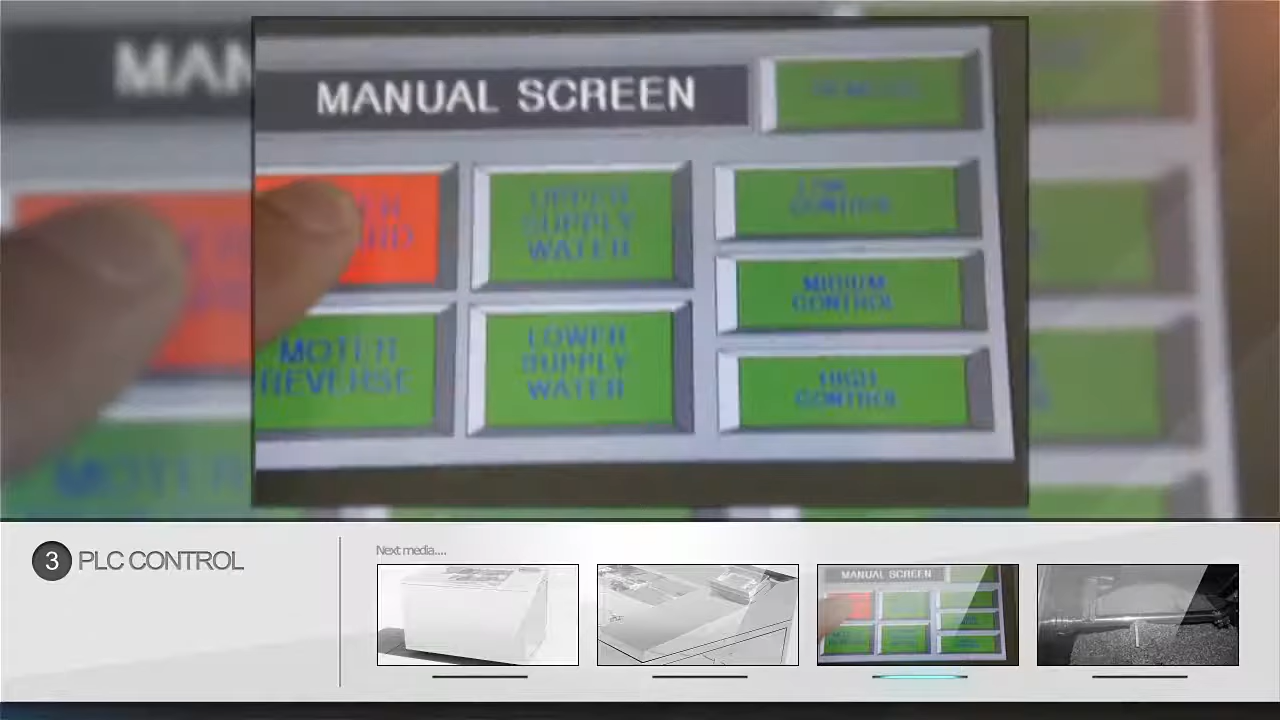 MANUAL SCREEN
UPPER
SUPPLY
WATER
LOW
CONTROL
MIDIUM
CONTROL
MOTER
REVERSE
LOWER
SUPPLY
WATER
HIGH
CONTROL
3 PLC CONTROL
Next media....
MANUAL SCREEN